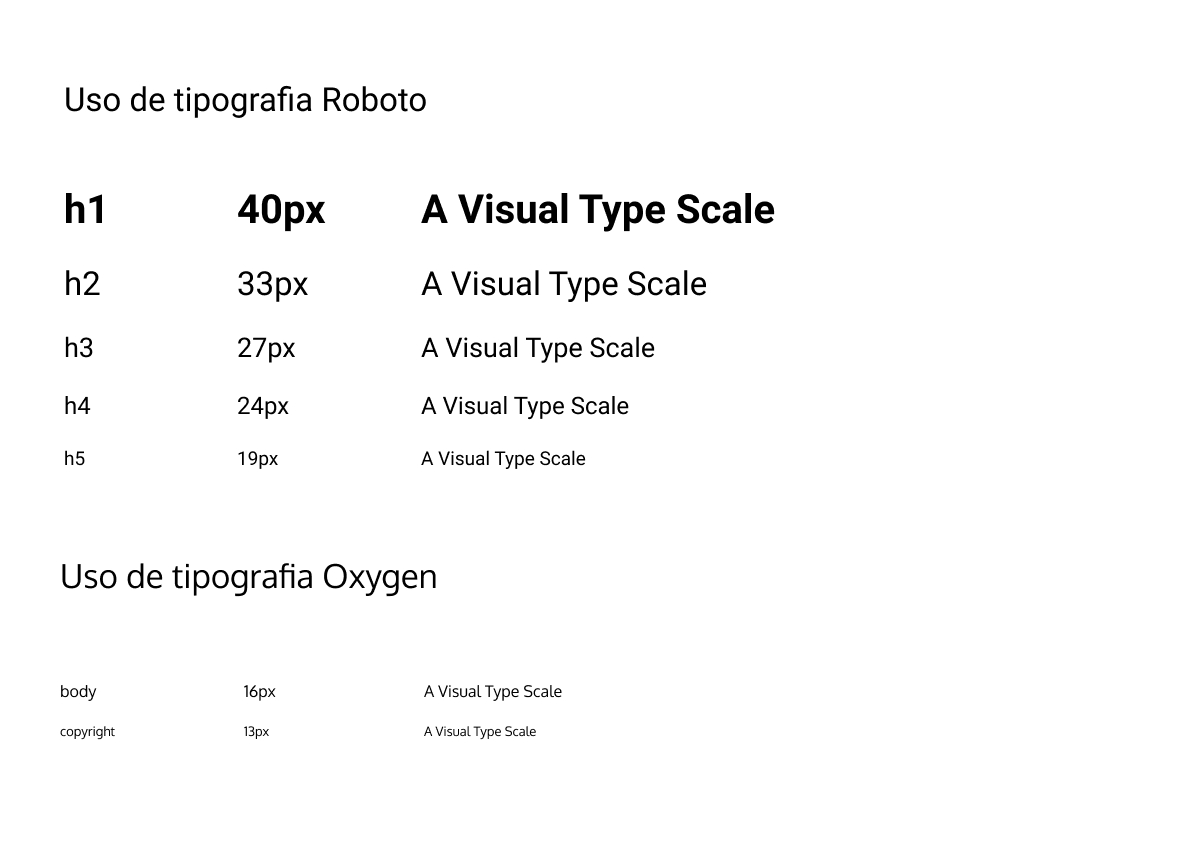 Uso de tipografia Roboto
h1 40px A Visual Type Scale
h2 33px A Visual Type Scale
h3 27px A Visual Type Scale
h4 24px A Visual Type Scale
h5 19px A Visual Type Scale
Uso de tipografia Oxygen
body 16px A Visual Type Scale
copyright 13px A Visual Type Scale